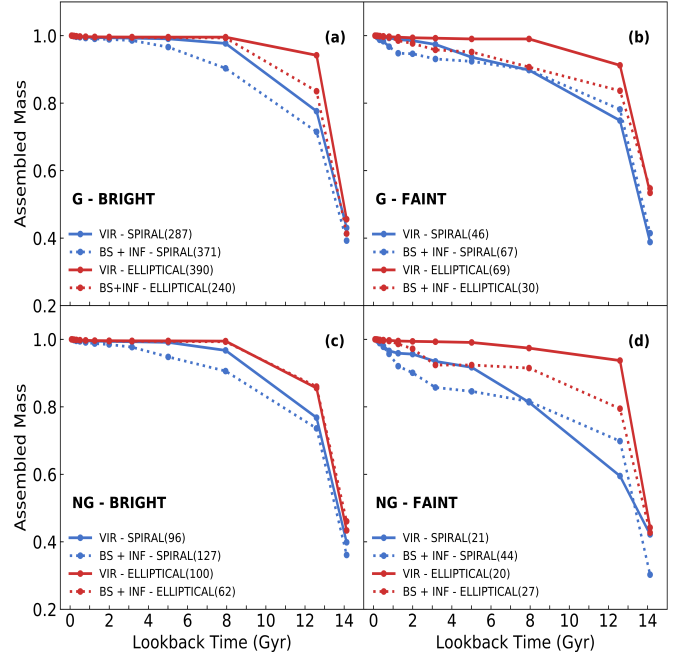 1.0
0.8
0.6
0.4
0.2
Assembled Mass
(a)
G - BRIGHT
VIR - SPIRAL(287)
BS + INF - SPIRAL(371)
VIR - ELLIPTICAL(390)
BS+INF - ELLIPTICAL(240)
(b)
G - FAINT
VIR - SPIRAL(46)
BS + INF - SPIRAL(67)
VIR - ELLIPTICAL(69)
BS + INF - ELLIPTICAL(30)
1.0
0.8
0.6
0.4
0.2
Assembled Mass
(c)
NG - BRIGHT
VIR - SPIRAL(96)
BS + INF - SPIRAL(127)
VIR - ELLIPTICAL(100)
BS + INF - ELLIPTICAL(62)
0 2 4 6 8 10 12 14
Lookback Time (Gyr)
(d)
NG - FAINT
VIR - SPIRAL(21)
BS + INF - SPIRAL(44)
VIR - ELLIPTICAL(20)
BS + INF - ELLIPTICAL(27)
0 2 4 6 8 10 12 14
Lookback Time (Gyr)